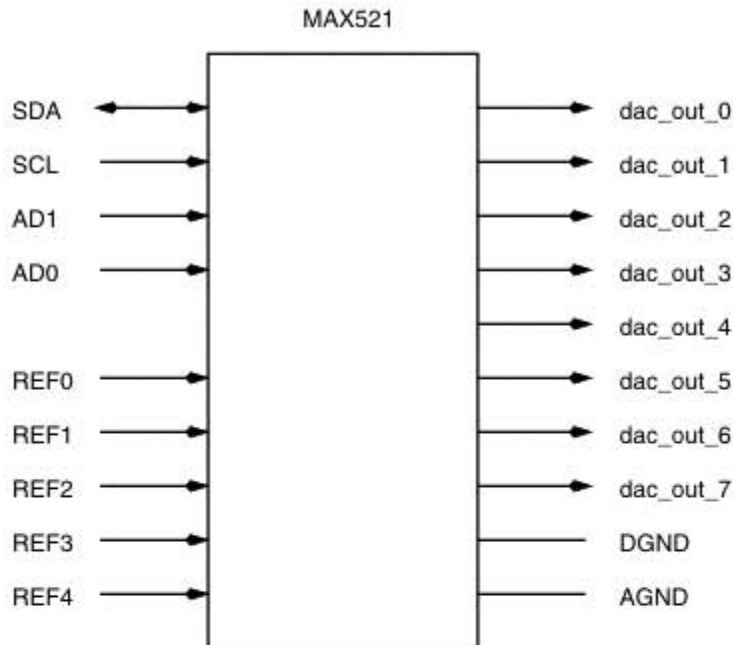 MAX521
SDA dac_out_0
SCL dac_out_1
AD1 dac_out_2
AD0 dac_out_3
dac_out_4
REF0 dac_out_5
REF1 dac_out_6
REF2 dac_out_7
REF3 DGND
REF4 AGND